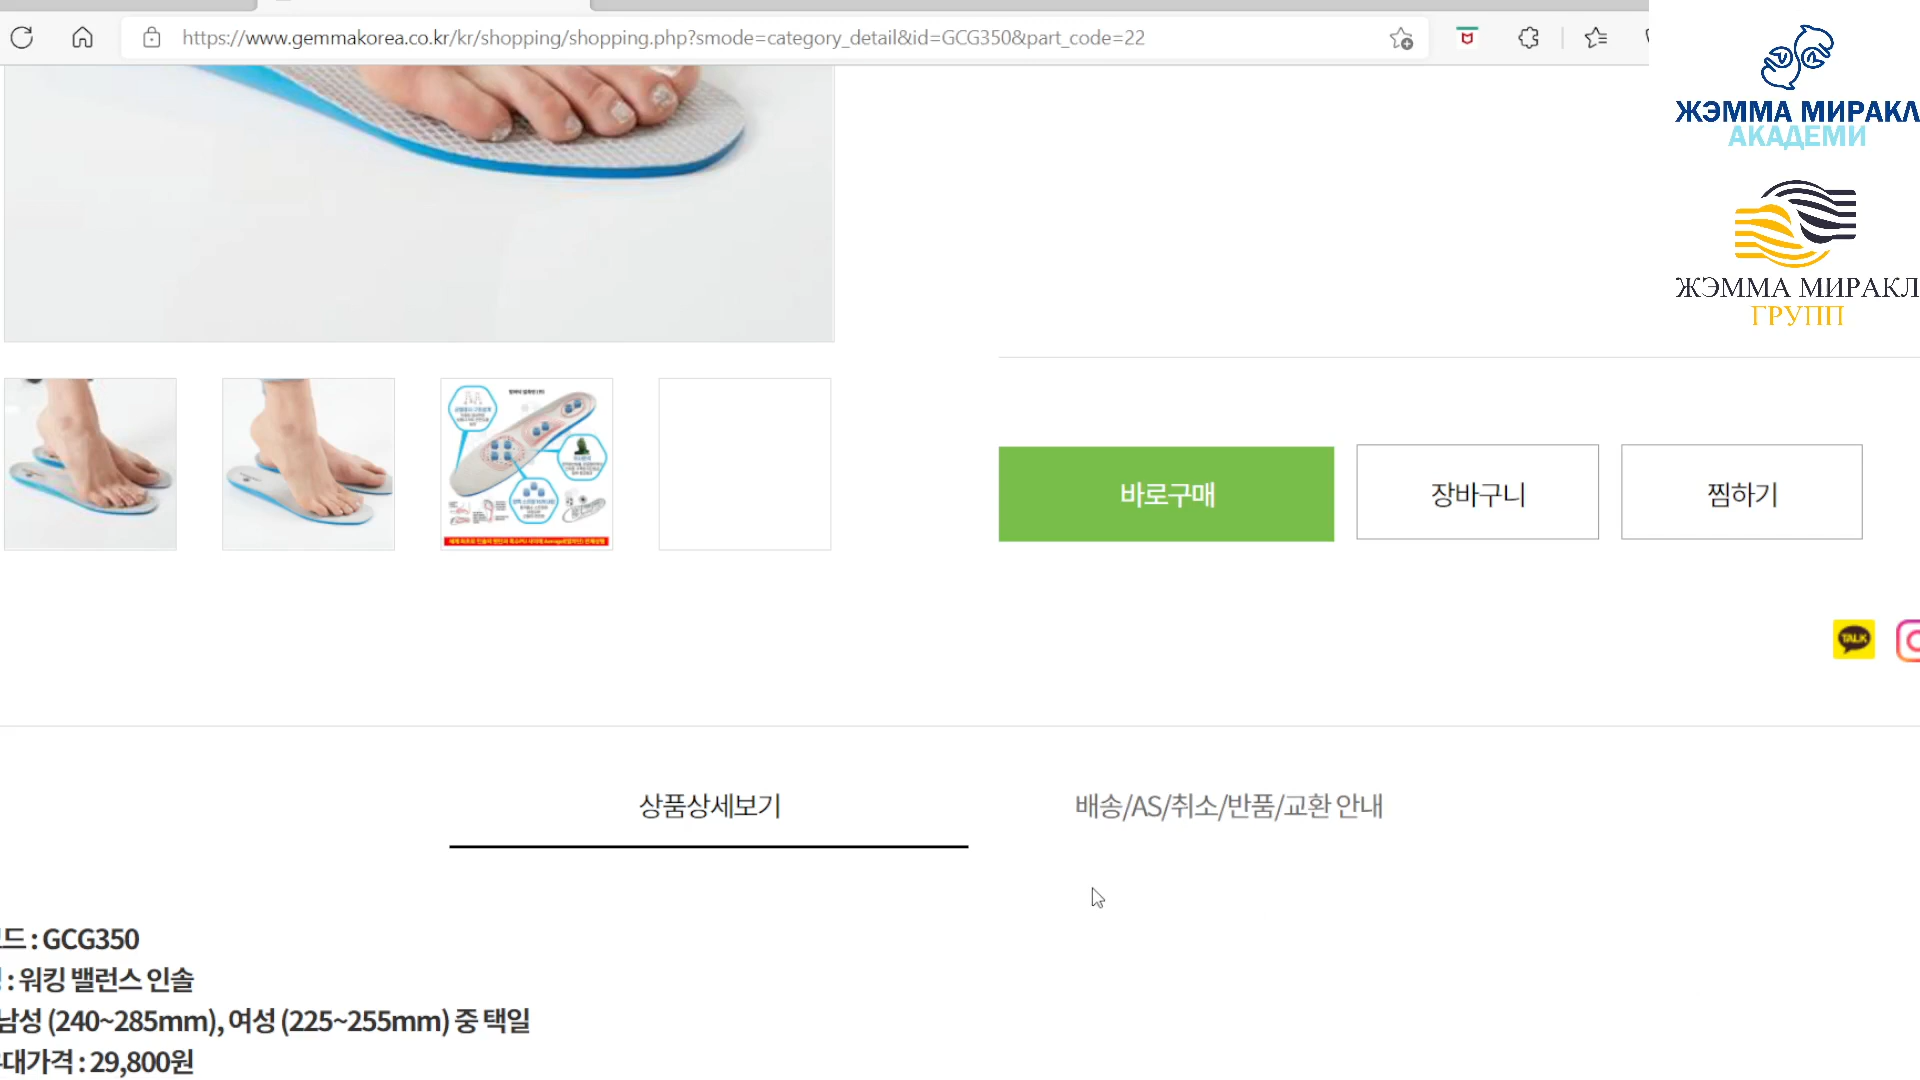 https://www.gemmakorea.co.kr/kr/shopping/shopping.php?smode=category_detail&id=GCG350&part_code=22
ЖЭММА МИРАКЛ
АКАДЕМИ
ЖЭММА МИРАКЛ
ГРУПП
바로구매
장바구니
찜하기
TALK
상품상세보기
배송/AS/취소/반품/교환 안내
드 : GCG350
: 워킹 밸런스 인솔
남성 (240~285mm), 여성 (225~255mm) 중 택일
대가격 : 29,800원